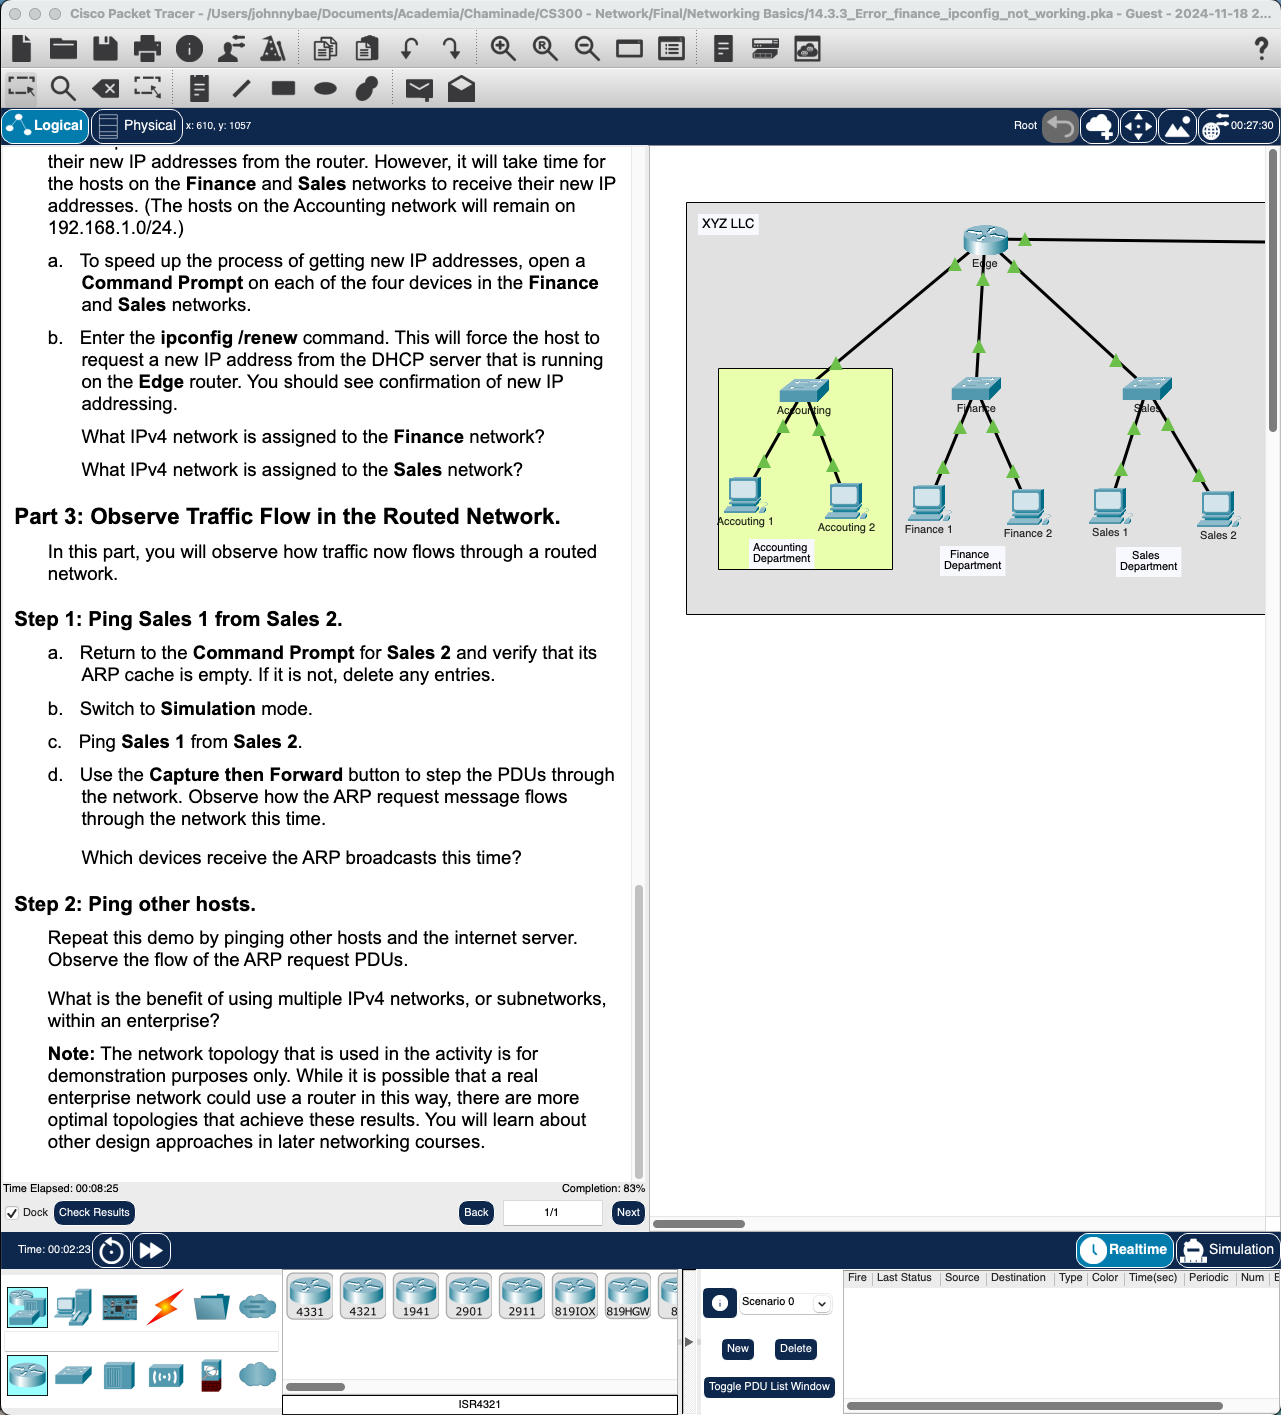 Cisco Packet Tracer - /Users/johnnybae/Documents/Academia/Chaminade/CS300 - Network/Final/Networking Basics/14.3.3_Error_finance_ipconfig_not_working.pka - Guest - 2024-11-18 2...
Logical
Physical
x: 610, y: 1057
Root
00:27:30
their new IP addresses from the router. However, it will take time for
the hosts on the Finance and Sales networks to receive their new IP
addresses. (The hosts on the Accounting network will remain on
192.168.1.0/24.)
a. To speed up the process of getting new IP addresses, open a
Command Prompt on each of the four devices in the Finance
and Sales networks.
b. Enter the ipconfig /renew command. This will force the host to
request a new IP address from the DHCP server that is running
on the Edge router. You should see confirmation of new IP
addressing.
What IPv4 network is assigned to the Finance network?
What IPv4 network is assigned to the Sales network?
Part 3: Observe Traffic Flow in the Routed Network.
In this part, you will observe how traffic now flows through a routed
network.
Step 1: Ping Sales 1 from Sales 2.
a. Return to the Command Prompt for Sales 2 and verify that its
ARP cache is empty. If it is not, delete any entries.
b. Switch to Simulation mode.
c. Ping Sales 1 from Sales 2.
d. Use the Capture then Forward button to step the PDUs through
the network. Observe how the ARP request message flows
through the network this time.
Which devices receive the ARP broadcasts this time?
Step 2: Ping other hosts.
Repeat this demo by pinging other hosts and the internet server.
Observe the flow of the ARP request PDUs.
What is the benefit of using multiple IPv4 networks, or subnetworks,
within an enterprise?
Note: The network topology that is used in the activity is for
demonstration purposes only. While it is possible that a real
enterprise network could use a router in this way, there are more
optimal topologies that achieve these results. You will learn about
other design approaches in later networking courses.
XYZ LLC
Edge
Accounting
Finance
Sales
Accouting 1
Accouting 2
Finance 1
Finance 2
Sales 1
Sales 2
Accounting
Department
Finance
Department
Sales
Department
Time Elapsed: 00:08:25
Completion: 83%
Dock
Check Results
Back
1/1
Next
Time: 00:02:23
Realtime
Simulation
4331
4321
1941
2901
2911
819IOX
819HGW
8
ISR4321
Scenario 0
New
Delete
Toggle PDU List Window
Fire
Last Status
Source
Destination
Type
Color
Time(sec)
Periodic
Num
E